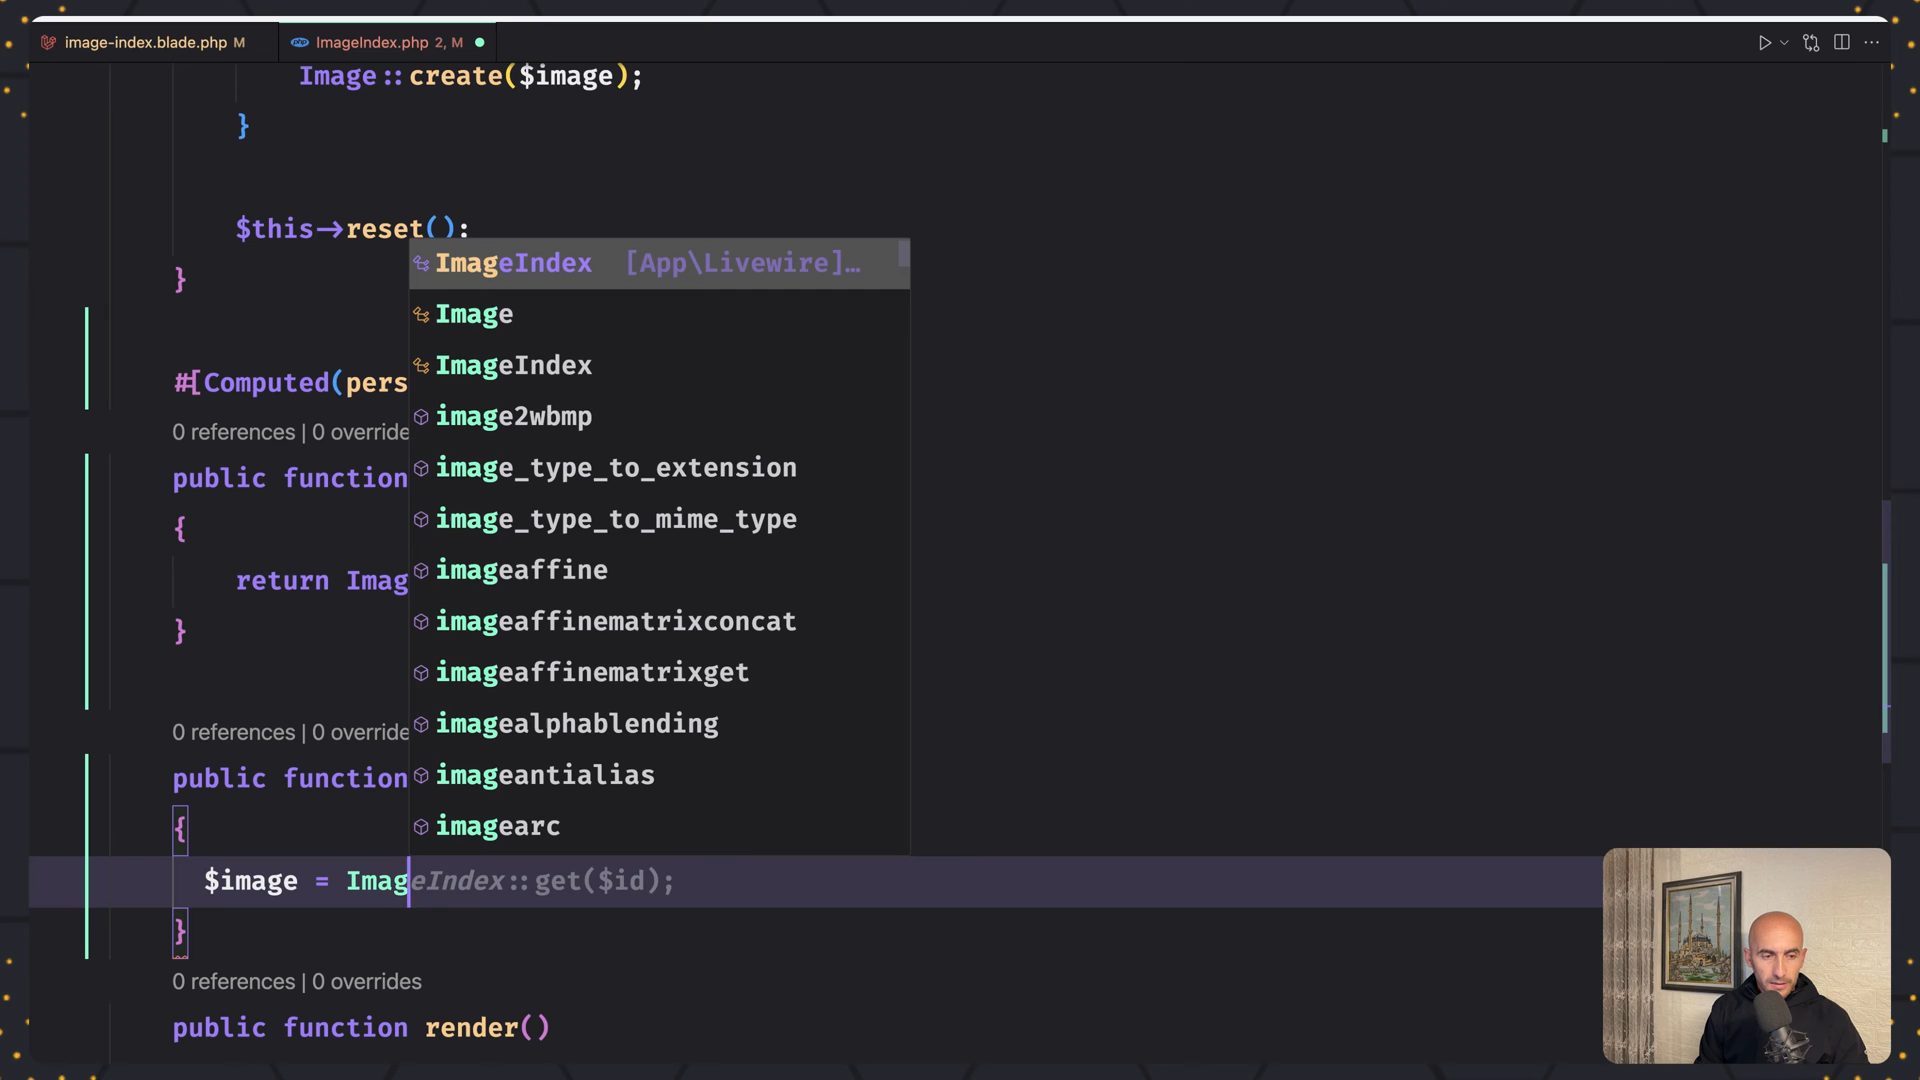 image-index.blade.php M
php ImageIndex.php 2, M
Image::create($image);
}
$this->reset();
}
#[Computed(pers
0 references | 0 override
public function
{
return Imag
}
0 references | 0 override
public function
{
$image = ImageIndex::get($id);
}
0 references | 0 overrides
public function render()
ImageIndex [App\Livewire]…
Image
ImageIndex
image2wbmp
image_type_to_extension
image_type_to_mime_type
imageaffine
imageaffinematrixconcat
imageaffinematrixget
imagealphablending
imageantialias
imagearc